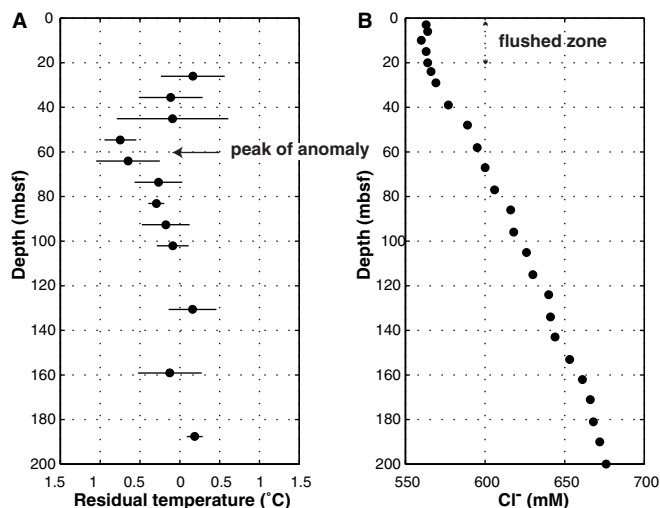 A
0
20
40
60
80
100
120
140
160
180
200
Depth (mbsf)
peak of anomaly
1.5 1 0.5 0 0.5 1 1.5
Residual temperature (˚C)
B
0
20
40
60
80
100
120
140
160
180
200
Depth (mbsf)
flushed zone
550 600 650 700
Cl⁻ (mM)